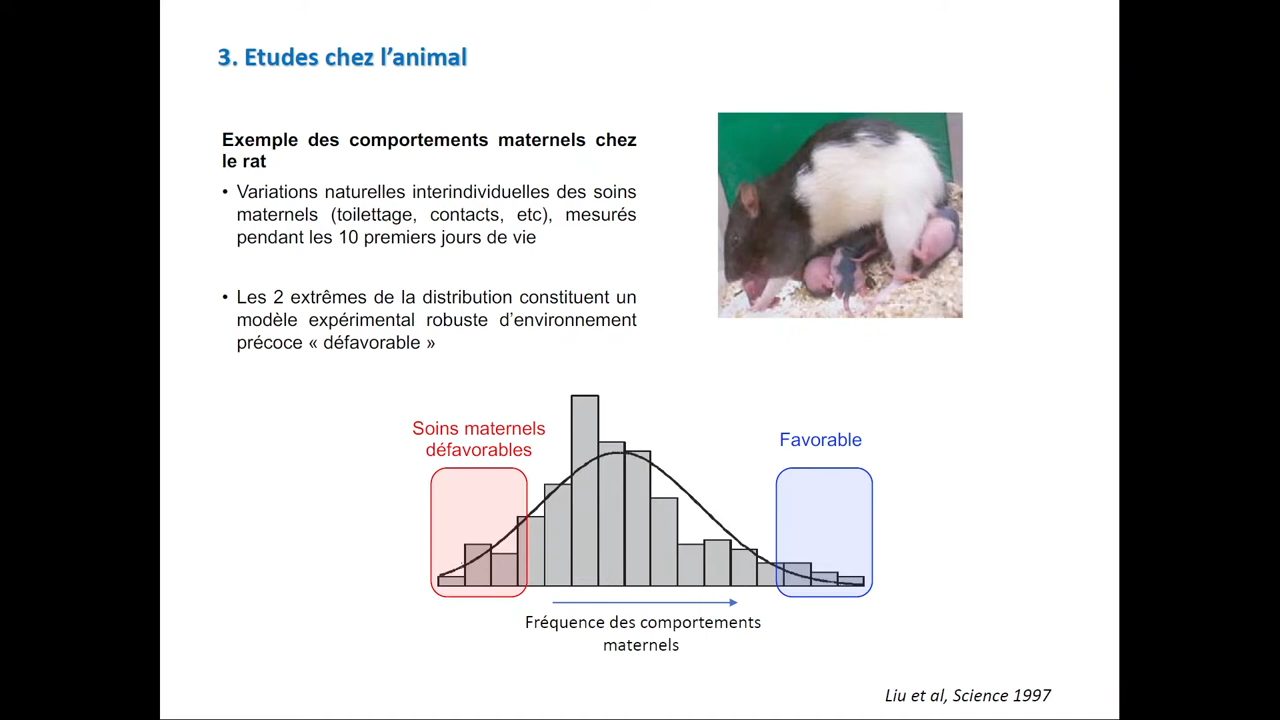 3. Etudes chez l’animal
Exemple des comportements maternels chez
le rat
• Variations naturelles interindividuelles des soins
maternels (toilettage, contacts, etc), mesurés
pendant les 10 premiers jours de vie
• Les 2 extrêmes de la distribution constituent un
modèle expérimental robuste d’environnement
précoce « défavorable »
Soins maternels
défavorables
Favorable
Fréquence des comportements
maternels
Liu et al, Science 1997